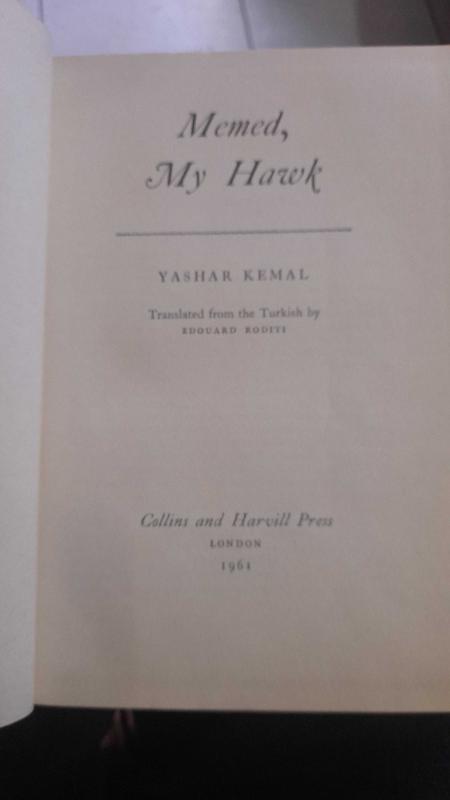 Memed,
My Hawk
YASHAR KEMAL
Translated from the Turkish by
EDOUARD RODITI
Collins and Harvill Press
LONDON
1961